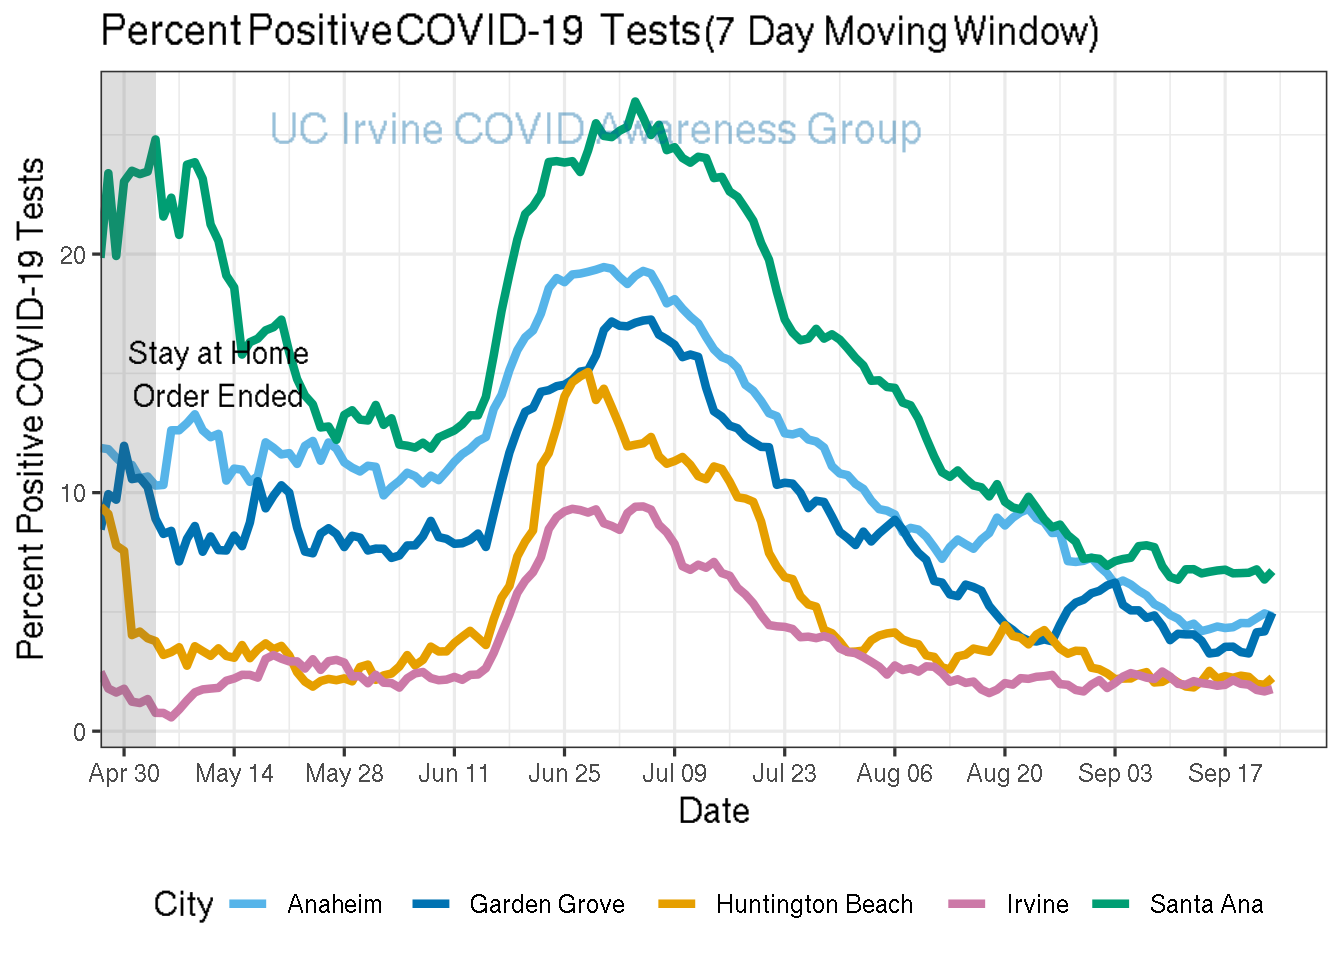 Percent Positive COVID-19 Tests (7 Day Moving Window)
UC Irvine COVID Awareness Group
Percent Positive COVID-19 Tests
20
10
0
Stay at Home
Order Ended
Apr 30 May 14 May 28 Jun 11 Jun 25 Jul 09 Jul 23 Aug 06 Aug 20 Sep 03 Sep 17
Date
City Anaheim Garden Grove Huntington Beach Irvine Santa Ana